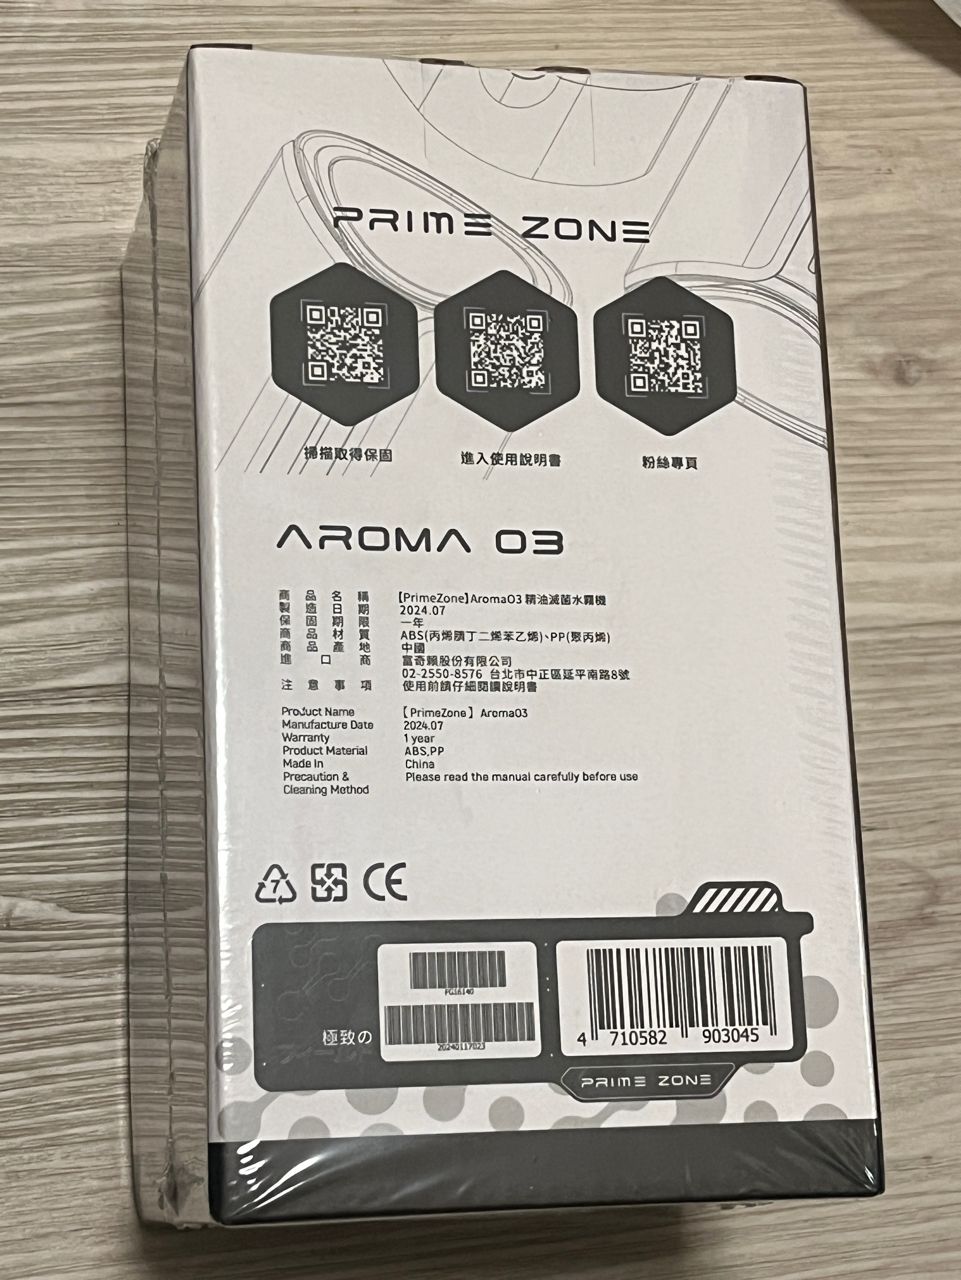 PRIME ZONE
掃描取得保固
進入使用說明書
粉絲專頁
AROMA 03
商品名稱 【PrimeZone】Aroma03 精油滅菌水霧機
製造日期 2024.07
保固期限 一年
商品材質 ABS(丙烯腈丁二烯苯乙烯)、PP(聚丙烯)
商品產地 中國
進口商 富奇賴股份有限公司
02-2550-8576 台北市中正區延平南路8號
注意事項 使用前請仔細閱讀說明書
Product Name 【PrimeZone】 Aroma03
Manufacture Date 2024.07
Warranty 1 year
Product Material ABS,PP
Made In China
Precaution & Please read the manual carefully before use
Cleaning Method
7 CE
極致の
FG16140
20240117023
4 710582 903045
PRIME ZONE